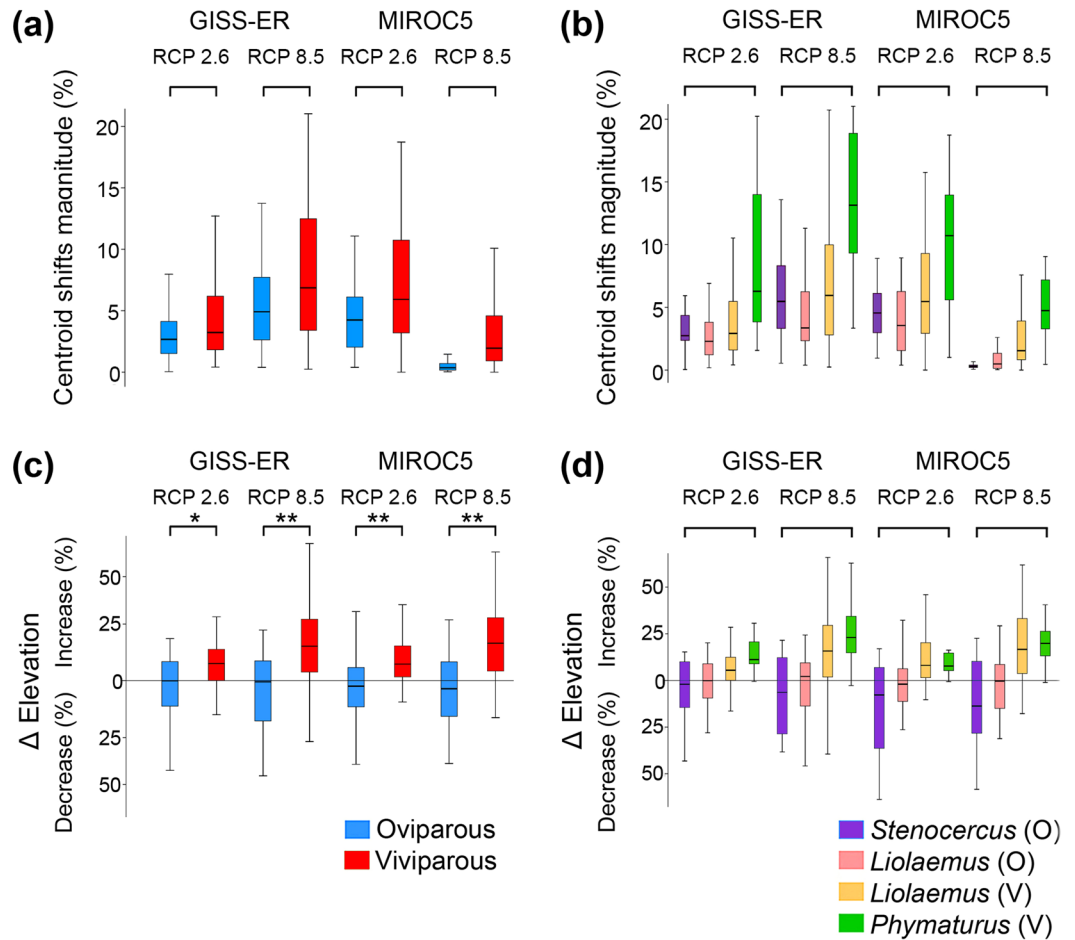 (a)
GISS-ER MIROC5
RCP 2.6 RCP 8.5 RCP 2.6 RCP 8.5
Centroid shifts magnitude (%)
20
15
10
5
0
(b)
GISS-ER MIROC5
RCP 2.6 RCP 8.5 RCP 2.6 RCP 8.5
Centroid shifts magnitude (%)
20
15
10
5
0
(c)
GISS-ER MIROC5
RCP 2.6 RCP 8.5 RCP 2.6 RCP 8.5
* ** ** **
Δ Elevation
Decrease (%) Increase (%)
50
25
0
25
50
Oviparous
Viviparous
(d)
GISS-ER MIROC5
RCP 2.6 RCP 8.5 RCP 2.6 RCP 8.5
Δ Elevation
Decrease (%) Increase (%)
50
25
0
25
50
Stenocercus (O)
Liolaemus (O)
Liolaemus (V)
Phymaturus (V)